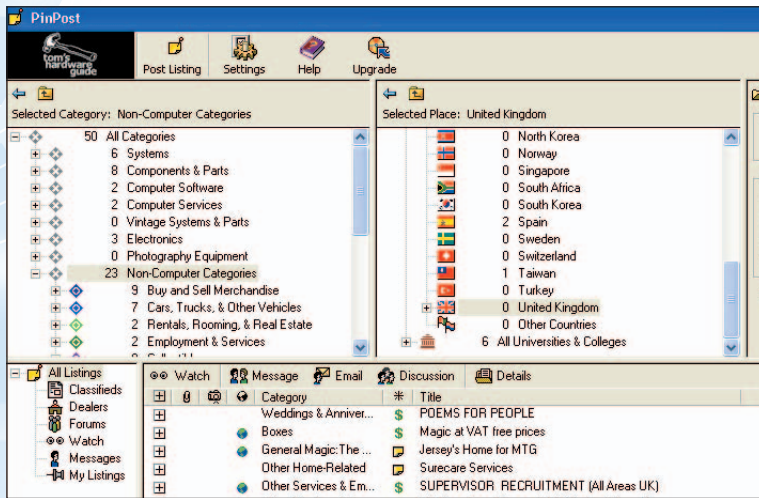 PinPost
tom's
hardware
guide
Post Listing
Settings
Help
Upgrade
Selected Category: Non-Computer Categories
50 All Categories
6 Systems
8 Components & Parts
2 Computer Software
2 Computer Services
0 Vintage Systems & Parts
3 Electronics
0 Photography Equipment
23 Non-Computer Categories
9 Buy and Sell Merchandise
7 Cars, Trucks, & Other Vehicles
2 Rentals, Rooming, & Real Estate
2 Employment & Services
Selected Place: United Kingdom
0 North Korea
0 Norway
0 Singapore
0 South Africa
0 South Korea
2 Spain
0 Sweden
0 Switzerland
1 Taiwan
0 Turkey
0 United Kingdom
0 Other Countries
6 All Universities & Colleges
All Listings
Classifieds
Dealers
Forums
Watch
Messages
My Listings
Watch Message Email Discussion Details
Category Title
Weddings & Anniver... $ POEMS FOR PEOPLE
Boxes $ Magic at VAT free prices
General Magic: The ... Jersey's Home for MTG
Other Home-Related Surecare Services
Other Services & Em... $ SUPERVISOR RECRUITMENT (All Areas UK)